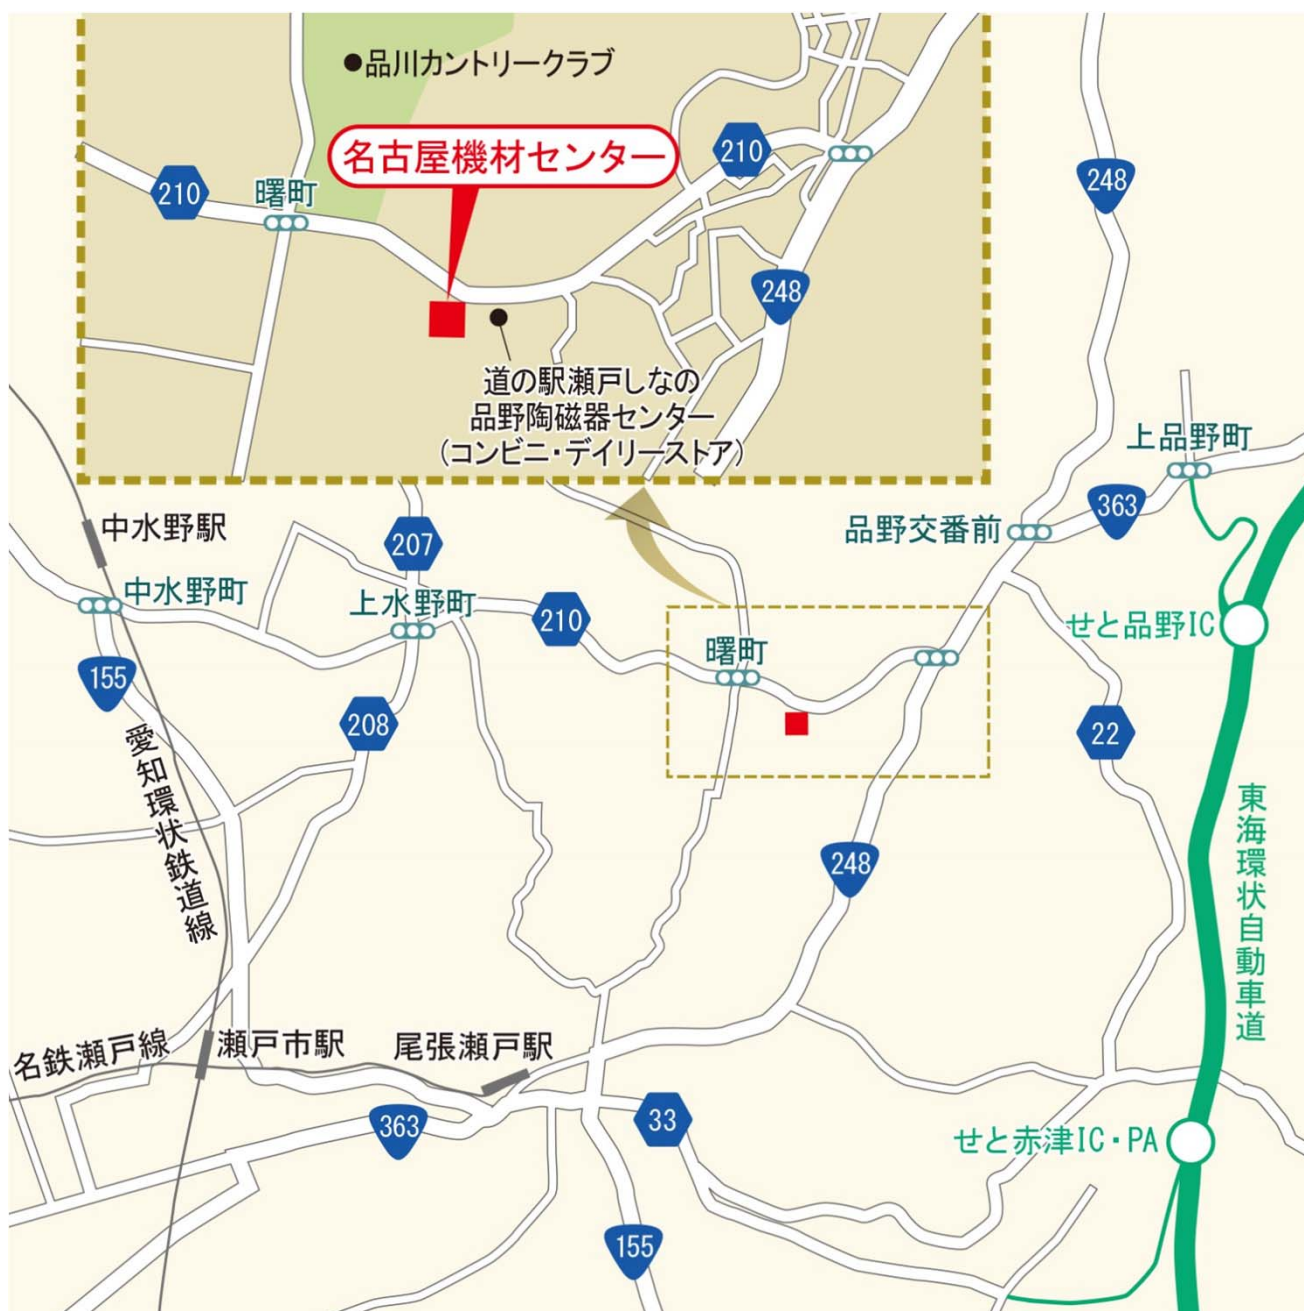 品川カントリークラブ
名古屋機材センター
210
210
曙町
248
248
道の駅瀬戸しなの
品野陶磁器センター
(コンビニ・デイリーストア)
上品野町
363
品野交番前
中水野駅
207
中水野町
上水野町
210
せと品野IC
曙町
155
208
22
愛知環状鉄道線
東海環状自動車道
248
名鉄瀬戸線
瀬戸市駅
尾張瀬戸駅
363
33
せと赤津IC・PA
155